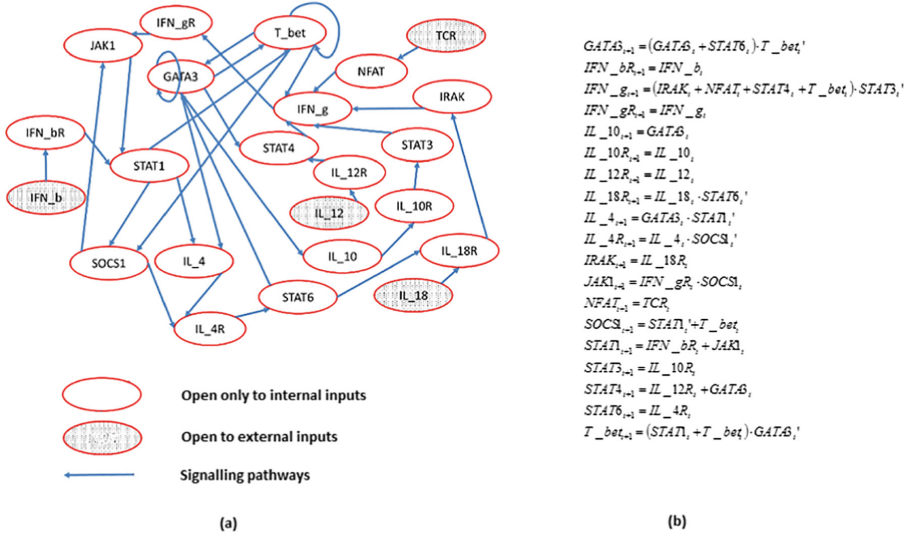 IFN_gR
T_bet
TCR
JAK1
NFAT
GATA3
IRAK
IFN_g
IFN_bR
STAT1
STAT4
STAT3
IL_12R
IFN_b
IL_12
IL_10R
SOCS1
IL_4
IL_10
IL_18R
STAT6
IL_18
IL_4R
Open only to internal inputs
Open to external inputs
Signalling pathways
(a)
GATA3ₜ₊₁=(GATA3ₜ+STAT6ₜ)·T_betₜ'
IFN_bRₜ₊₁=IFN_bₜ
IFN_gₜ₊₁=(IRAKₜ+NFATₜ+STAT4ₜ+T_betₜ)·STAT3ₜ'
IFN_gRₜ₊₁=IFN_gₜ
IL_10ₜ₊₁=GATA3ₜ
IL_10Rₜ₊₁=IL_10ₜ
IL_12Rₜ₊₁=IL_12ₜ
IL_18Rₜ₊₁=IL_18ₜ·STAT6ₜ'
IL_4ₜ₊₁=GATA3ₜ·STAT1ₜ'
IL_4Rₜ₊₁=IL_4ₜ·SOCS1ₜ'
IRAKₜ₊₁=IL_18Rₜ
JAK1ₜ₊₁=IFN_gRₜ·SOCS1ₜ
NFATₜ₊₁=TCRₜ
SOCS1ₜ₊₁=STAT1ₜ'+T_betₜ
STAT1ₜ₊₁=IFN_bRₜ+JAK1ₜ
STAT3ₜ₊₁=IL_10Rₜ
STAT4ₜ₊₁=IL_12Rₜ+GATA3ₜ
STAT6ₜ₊₁=IL_4Rₜ
T_betₜ₊₁=(STAT1ₜ+T_betₜ)·GATA3ₜ'
(b)